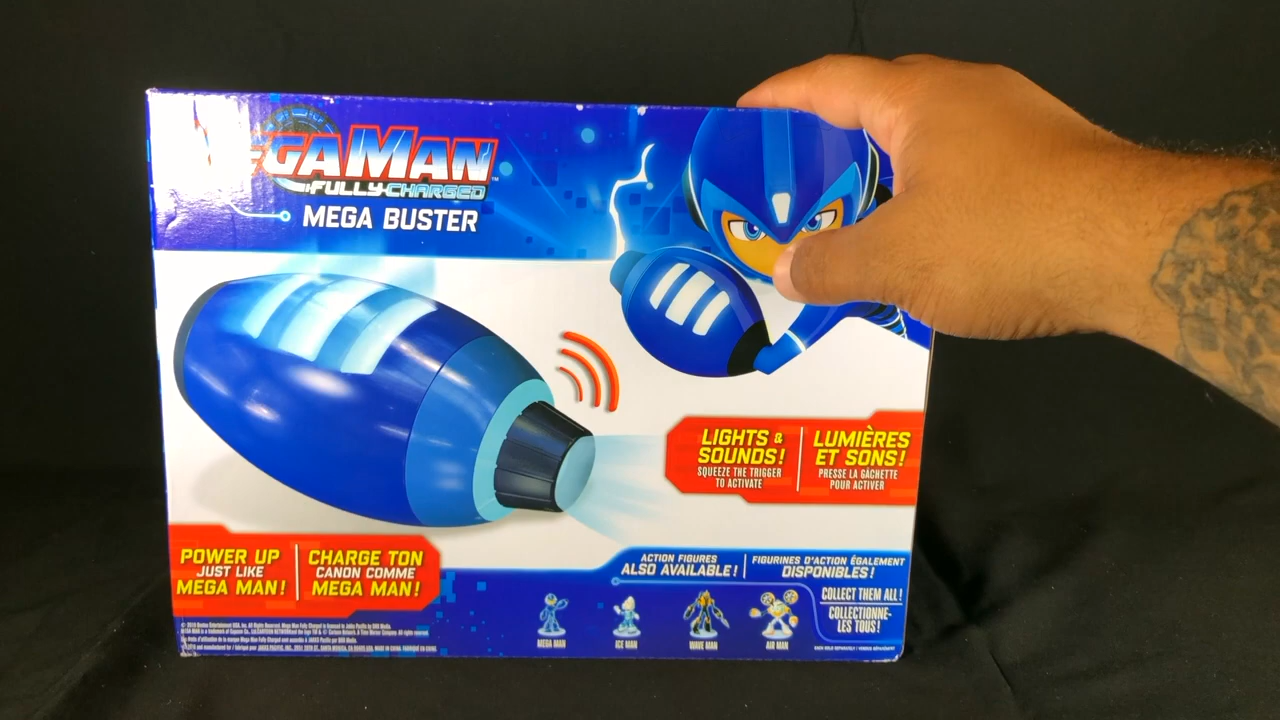 MEGAMAN
FULLY CHARGED
MEGA BUSTER
LIGHTS &
SOUNDS!
SQUEEZE THE TRIGGER
TO ACTIVATE
LUMIÈRES
ET SONS!
PRESSE LA GÂCHETTE
POUR ACTIVER
POWER UP
JUST LIKE
MEGA MAN!
CHARGE TON
CANON COMME
MEGA MAN!
ACTION FIGURES
ALSO AVAILABLE!
FIGURINES D'ACTION ÉGALEMENT
DISPONIBLES!
COLLECT THEM ALL!
COLLECTIONNE-
LES TOUS!
MEGA MAN
ICE MAN
WAVE MAN
AIR MAN